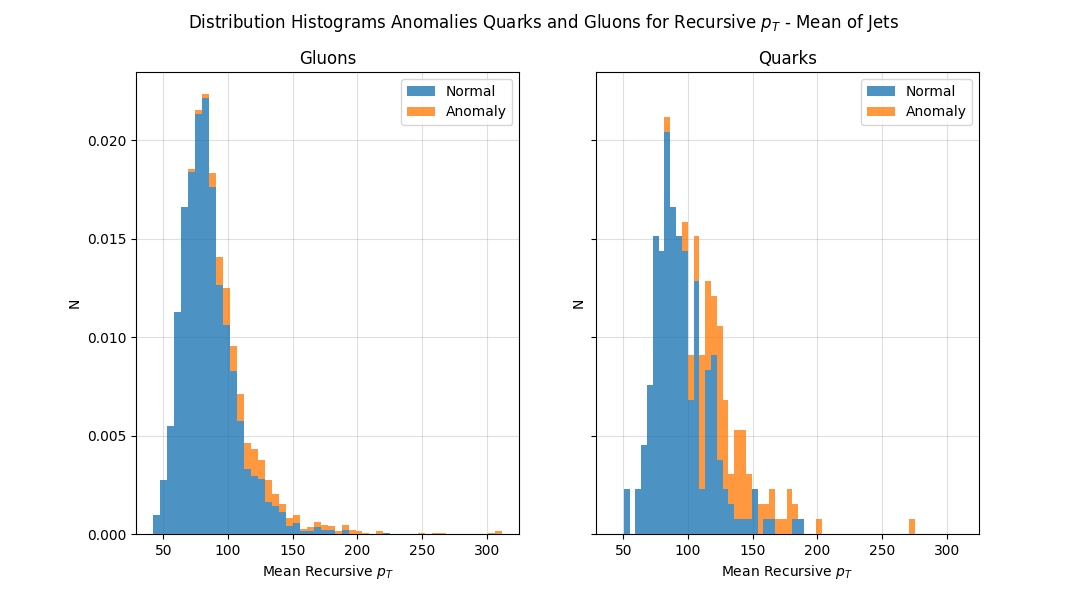 Distribution Histograms Anomalies Quarks and Gluons for Recursive $p_T$ - Mean of Jets
Gluons
Normal
Anomaly
0.020
0.015
N
0.010
0.005
0.000
50 100 150 200 250 300
Mean Recursive $p_T$
Quarks
Normal
Anomaly
N
50 100 150 200 250 300
Mean Recursive $p_T$